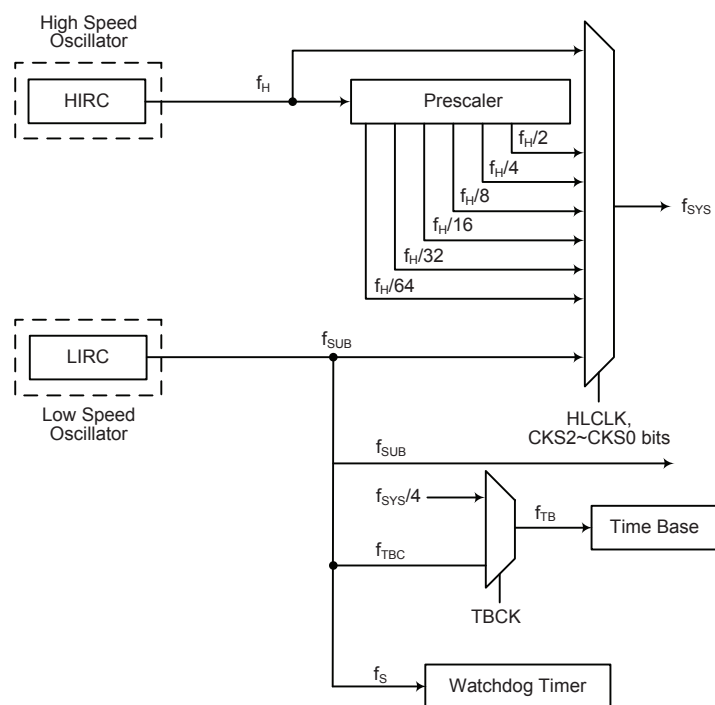 High Speed
Oscillator
HIRC
fH
Prescaler
fH/2
fH/4
fH/8
fH/16
fH/32
fH/64
fSYS
LIRC
fSUB
Low Speed
Oscillator
HLCLK,
CKS2~CKS0 bits
fSUB
fSYS/4
fTB
Time Base
fTBC
TBCK
fS
Watchdog Timer